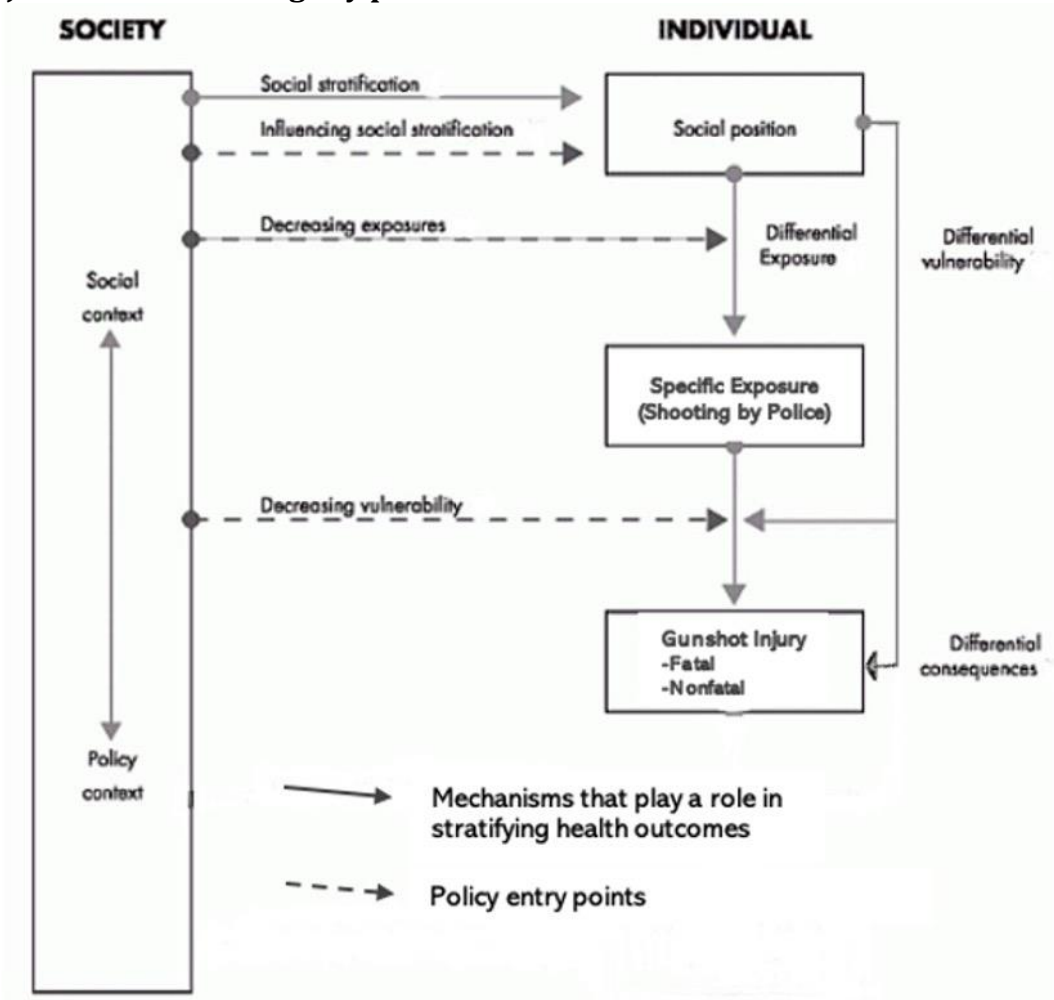 SOCIETY
INDIVIDUAL
Social stratification
Influencing social stratification
Social position
Decreasing exposures
Differential
Exposure
Differential
vulnerability
Social
context
Specific Exposure
(Shooting by Police)
Decreasing vulnerability
Gunshot Injury
-Fatal
-Nonfatal
Differential
consequences
Policy
context
Mechanisms that play a role in
stratifying health outcomes
Policy entry points